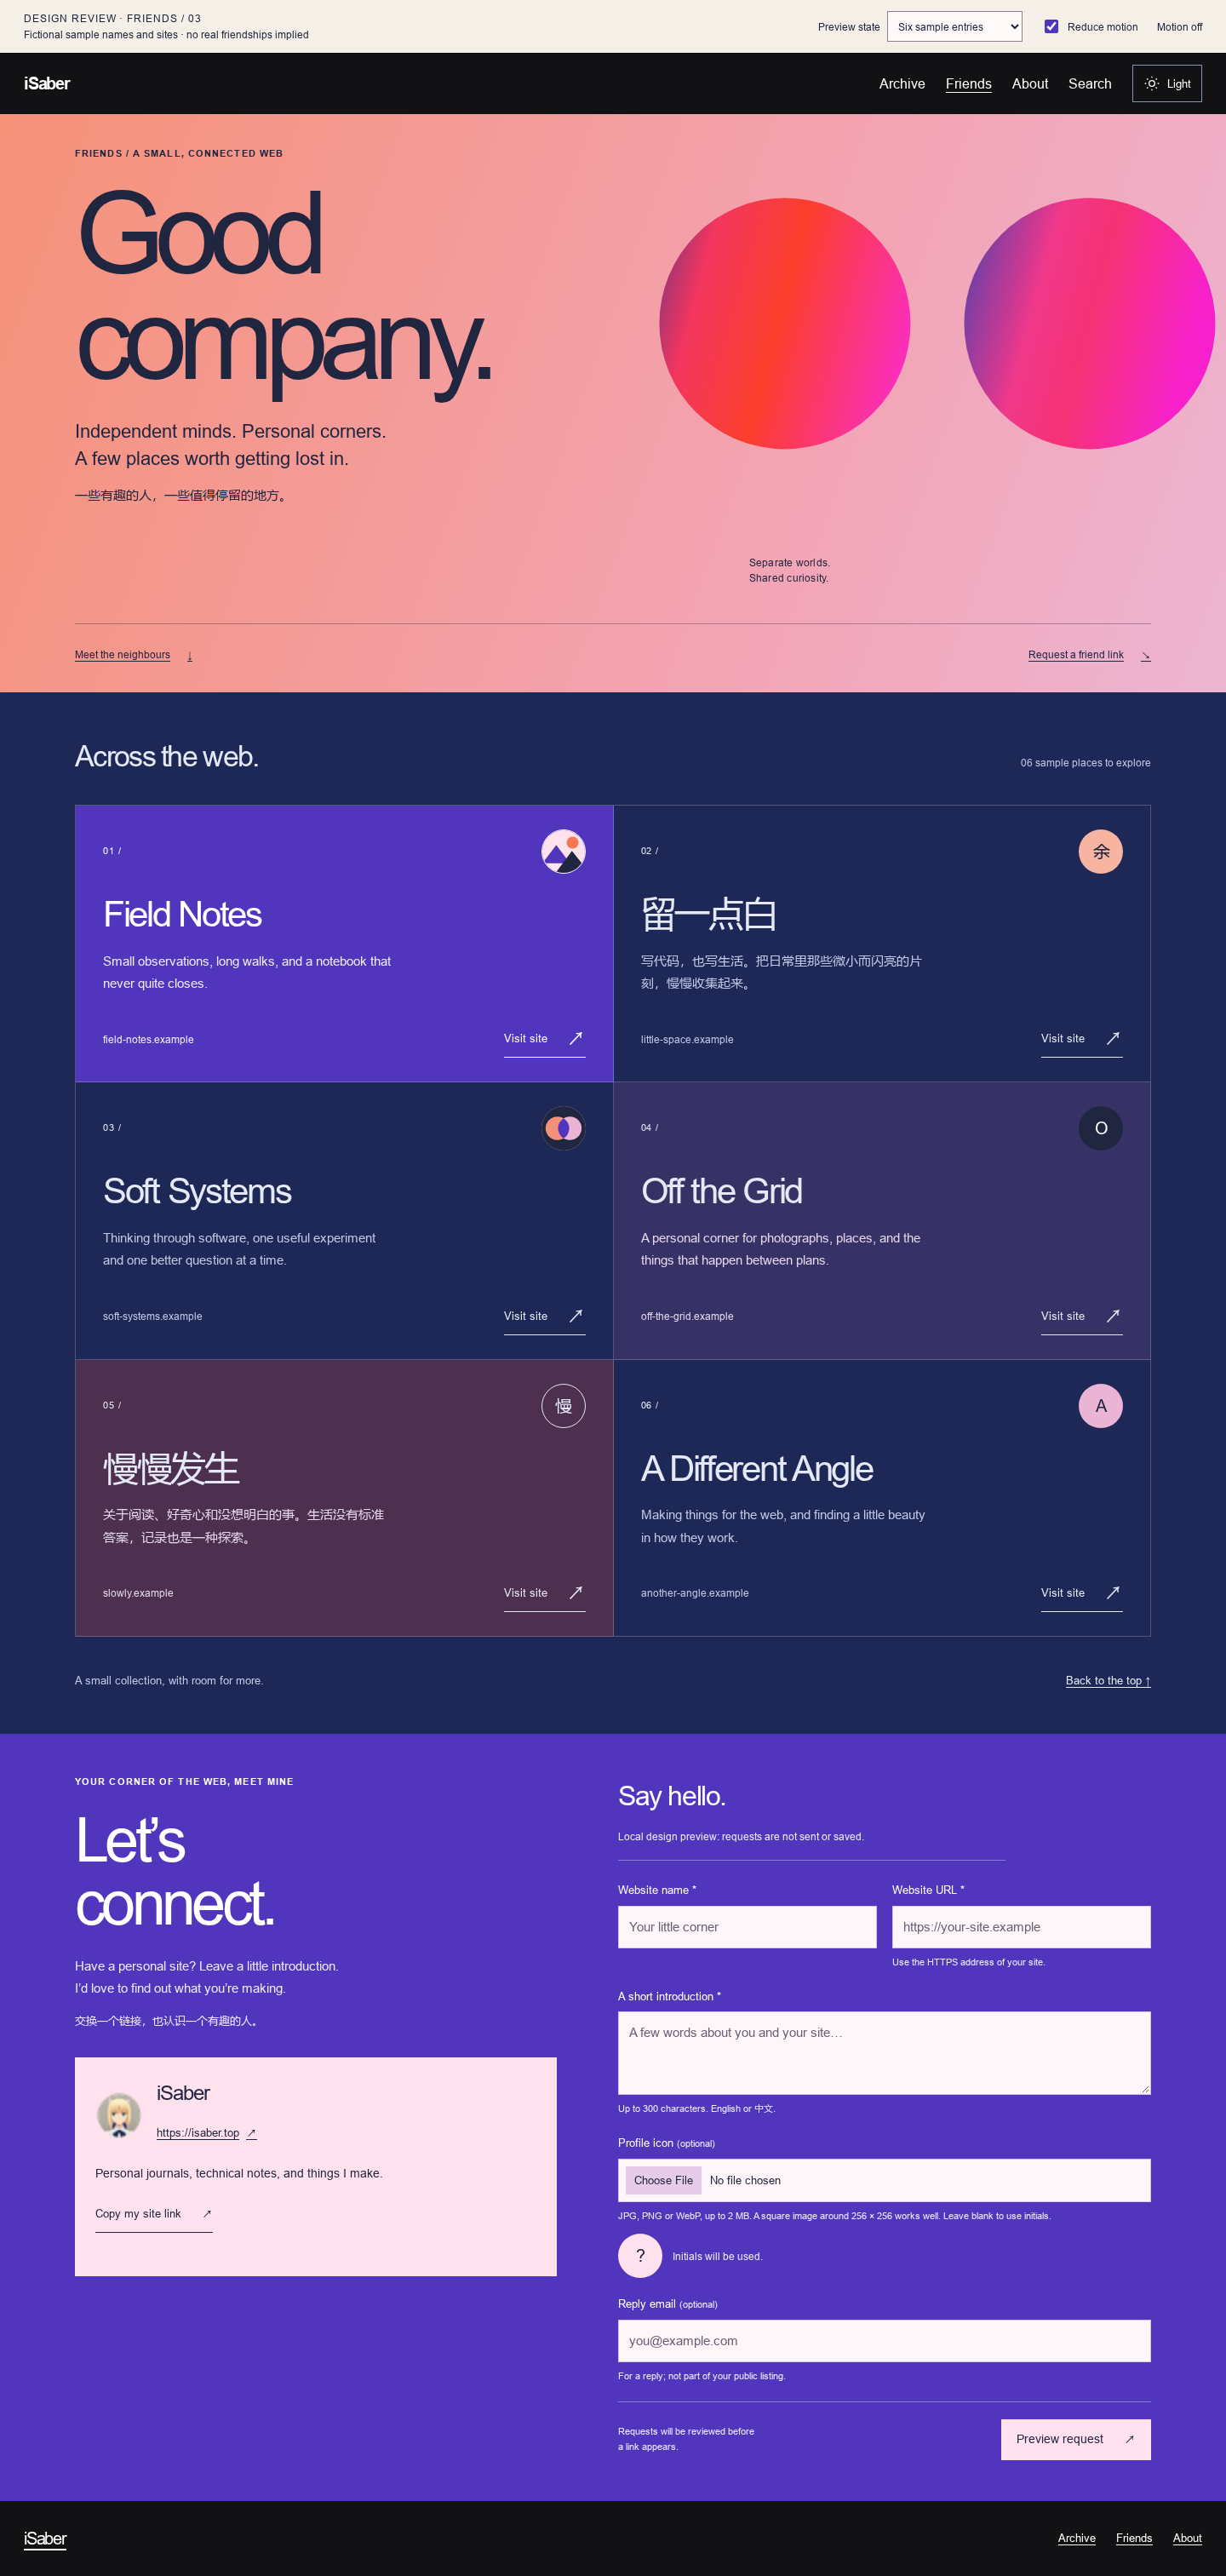 DESIGN REVIEW · FRIENDS / 03
Fictional sample names and sites · no real friendships implied
Preview state
Six sample entries
Reduce motion
Motion off
iSaber
Archive
Friends
About
Search
Light
FRIENDS / A SMALL, CONNECTED WEB
Good
company.
Independent minds. Personal corners.
A few places worth getting lost in.
一些有趣的人，一些值得停留的地方。
Separate worlds.
Shared curiosity.
Meet the neighbours ↓
Request a friend link ↘
Across the web.
06 sample places to explore
01 /
Field Notes
Small observations, long walks, and a notebook that
never quite closes.
field-notes.example
Visit site ↗
02 /
余
留一点白
写代码，也写生活。把日常里那些微小而闪亮的片
刻，慢慢收集起来。
little-space.example
Visit site ↗
03 /
Soft Systems
Thinking through software, one useful experiment
and one better question at a time.
soft-systems.example
Visit site ↗
04 /
O
Off the Grid
A personal corner for photographs, places, and the
things that happen between plans.
off-the-grid.example
Visit site ↗
05 /
慢
慢慢发生
关于阅读、好奇心和没想明白的事。生活没有标准
答案，记录也是一种探索。
slowly.example
Visit site ↗
06 /
A
A Different Angle
Making things for the web, and finding a little beauty
in how they work.
another-angle.example
Visit site ↗
A small collection, with room for more.
Back to the top ↑
YOUR CORNER OF THE WEB, MEET MINE
Let's
connect.
Have a personal site? Leave a little introduction.
I'd love to find out what you're making.
交换一个链接，也认识一个有趣的人。
iSaber
https://isaber.top ↗
Personal journals, technical notes, and things I make.
Copy my site link ↗
Say hello.
Local design preview: requests are not sent or saved.
Website name *
Your little corner
Website URL *
https://your-site.example
Use the HTTPS address of your site.
A short introduction *
A few words about you and your site…
Up to 300 characters. English or 中文.
Profile icon (optional)
Choose File No file chosen
JPG, PNG or WebP, up to 2 MB. A square image around 256 × 256 works well. Leave blank to use initials.
?
Initials will be used.
Reply email (optional)
you@example.com
For a reply; not part of your public listing.
Requests will be reviewed before
a link appears.
Preview request ↗
iSaber
Archive
Friends
About